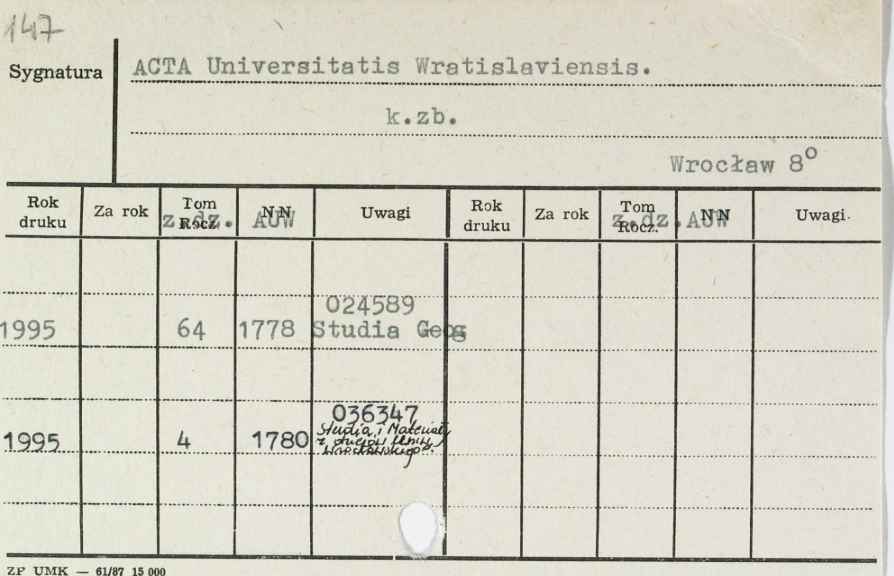 147
Sygnatura
ACTA Universitatis Wratislaviensis.
k.zb.
Wrocław 8°
Rok druku Za rok Tom Rocz. NN Uwagi Rok druku Za rok Tom Rocz. NN Uwagi
z.dz. AUW z.dz. AUW
024589
1995 64 1778 Studia Geog
036347
1995 4 1780 Studia i Materiały
z dziejów Uniw.
Wrocławskiego
ZP UMK — 61/87 15 000